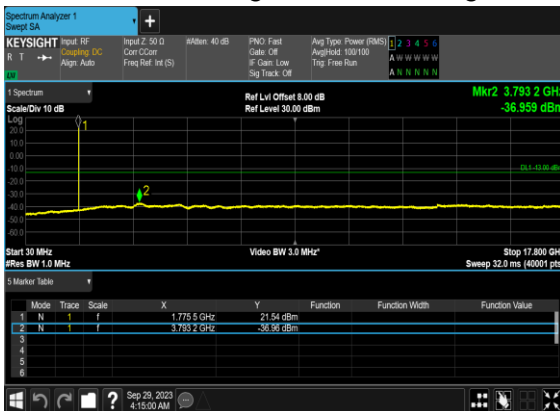 Spectrum Analyzer 1
Swept SA
KEYSIGHT
R T
LV
Input: RF
Coupling: DC
Align: Auto
Input Z: 50 Ω
Corr CCorr
Freq Ref: Int (S)
#Atten: 40 dB
PNO: Fast
Gate: Off
IF Gain: Low
Sig Track: Off
Avg Type: Power (RMS)
Avg|Hold: 100/100
Trig: Free Run
1 2 3 4 5 6
A W W W W W
A N N N N N
1 Spectrum
Scale/Div 10 dB
Ref Lvl Offset 8.00 dB
Ref Level 30.00 dBm
Mkr2 3.793 2 GHz
-36.959 dBm
Log
20.0
10.0
0.00
-10.0
-20.0
-30.0
-40.0
-50.0
-60.0
1
2
DL1 -13.00 dBm
Start 30 MHz
#Res BW 1.0 MHz
Video BW 3.0 MHz*
Stop 17.800 GH
Sweep 32.0 ms (40001 pts
5 Marker Table
Mode Trace Scale X Y Function Function Width Function Value
1 N 1 f 1.775 5 GHz 21.54 dBm
2 N 1 f 3.793 2 GHz -36.96 dBm
3
4
5
6
?
Sep 29, 2023
4:15:00 AM